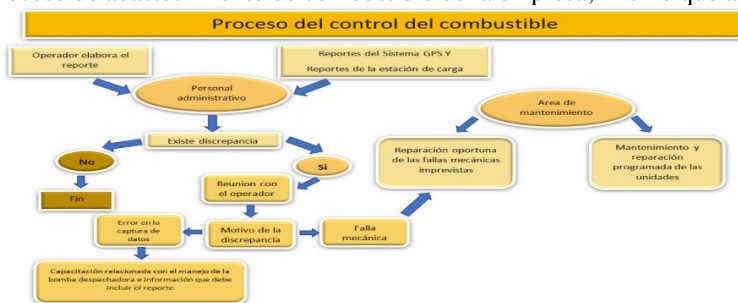 Proceso del control del combustible
Operador elabora el
reporte
Reportes del Sistema GPS Y
Reportes de la estación de carga
Personal
administrativo
Area de
mantenimiento
Existe discrepancia
No
Si
Fin
Reunion con
el operador
Reparación oportuna
de las fallas mecánicas
imprevistas
Mantenimiento y
reparación
programada de las
unidades
Error en la
captura de
datos
Motivo de la
discrepancia
Falla
mecánica
Capacitación relacionada con el manejo de la
bomba despachadora e información que debe
incluir el reporte